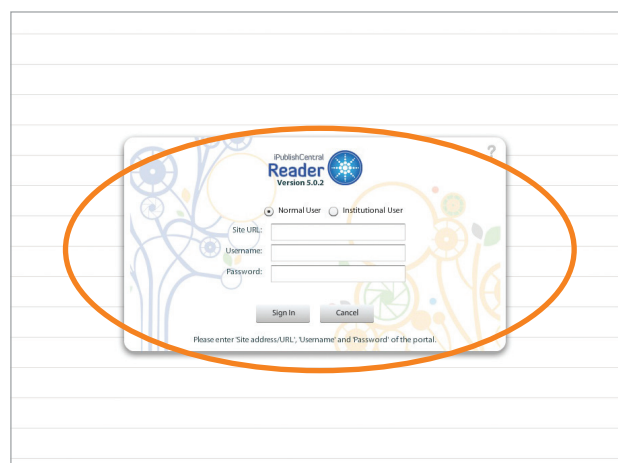 ?
iPublishCentral
Reader
Version 5.0.2
Normal User Institutional User
Site URL:
Username:
Password:
Sign In Cancel
Please enter 'Site address/URL', 'Username' and 'Password' of the portal.